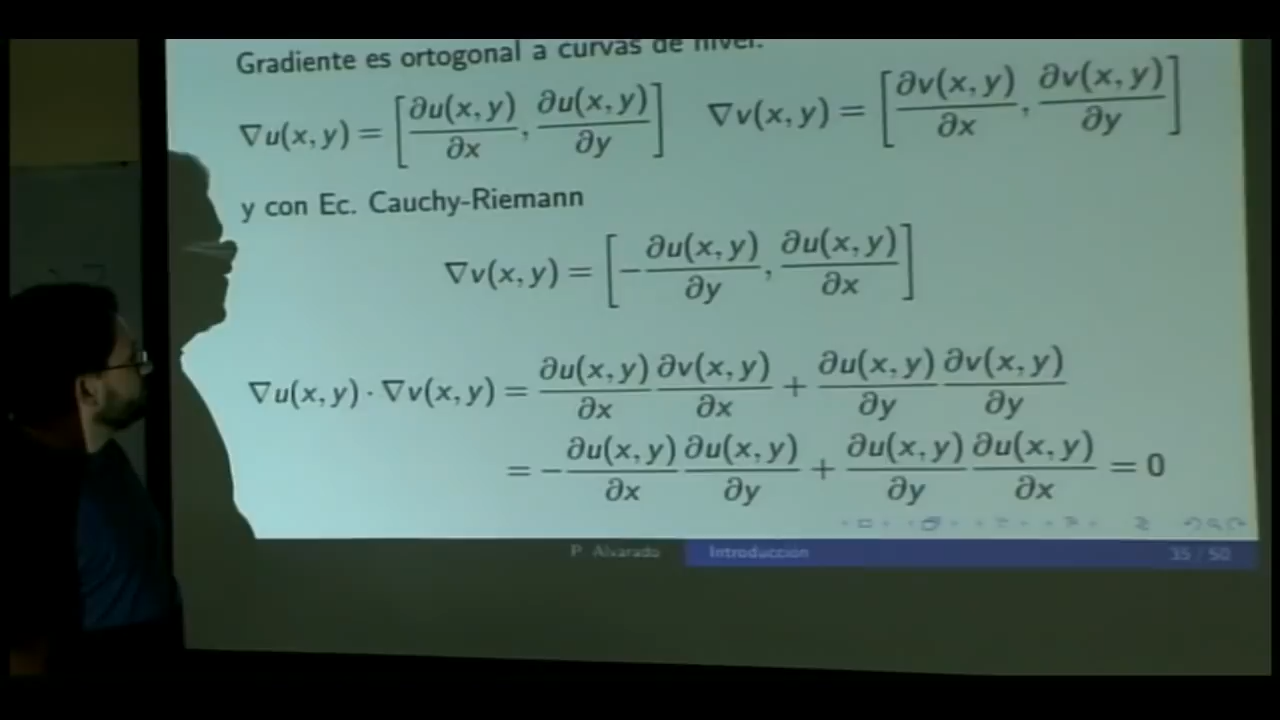 Gradiente es ortogonal a curvas de nivel:
∇u(x, y) = [∂u(x, y)/∂x, ∂u(x, y)/∂y]   ∇v(x, y) = [∂v(x, y)/∂x, ∂v(x, y)/∂y]
y con Ec. Cauchy-Riemann
∇v(x, y) = [−∂u(x, y)/∂y, ∂u(x, y)/∂x]
∇u(x, y) · ∇v(x, y) = ∂u(x, y)/∂x ∂v(x, y)/∂x + ∂u(x, y)/∂y ∂v(x, y)/∂y
= −∂u(x, y)/∂x ∂u(x, y)/∂y + ∂u(x, y)/∂y ∂u(x, y)/∂x = 0
P. Alvarado   Introducción   35 / 50